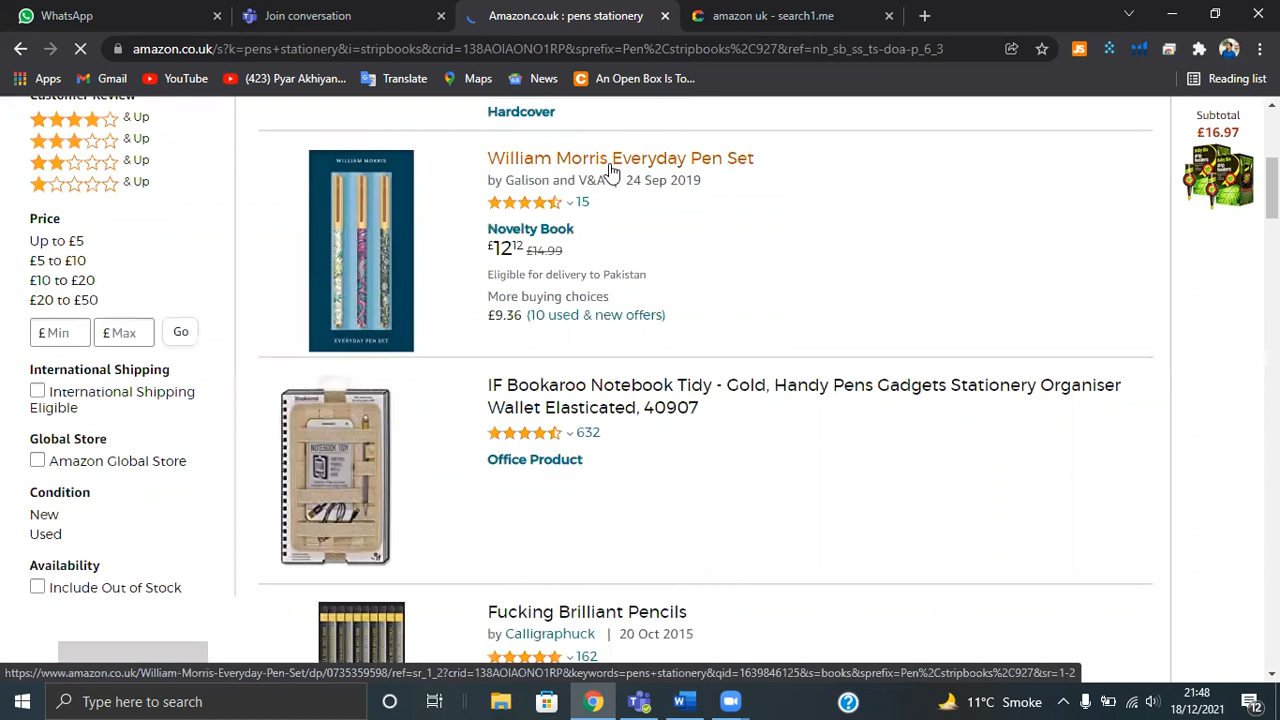 WhatsApp
Join conversation
Amazon.co.uk : pens stationery
amazon uk - search1.me
amazon.co.uk/s?k=pens+stationery&i=stripbooks&crid=138AOIAONO1RP&sprefix=Pen%2Cstripbooks%2C927&ref=nb_sb_ss_ts-doa-p_6_3
Apps
Gmail
YouTube
(423) Pyar Akhiyan...
Translate
Maps
News
An Open Box Is To...
Reading list
Customer Review
& Up
& Up
& Up
& Up
Price
Up to £5
£5 to £10
£10 to £20
£20 to £50
£ Min
£ Max
Go
International Shipping
International Shipping
Eligible
Global Store
Amazon Global Store
Condition
New
Used
Availability
Include Out of Stock
Hardcover
WILLIAM MORRIS
EVERYDAY PEN SET
William Morris Everyday Pen Set
by Galison and V&A 24 Sep 2019
15
Novelty Book
£12.12 £14.99
Eligible for delivery to Pakistan
More buying choices
£9.36 (10 used & new offers)
NOTEBOOK TIDY
IF Bookaroo Notebook Tidy - Gold, Handy Pens Gadgets Stationery Organiser
Wallet Elasticated, 40907
632
Office Product
Fucking Brilliant Pencils
by Calligraphuck | 20 Oct 2015
162
Subtotal
£16.97
https://www.amazon.co.uk/William-Morris-Everyday-Pen-Set/dp/0735359598/ref=sr_1_2?crid=138AOIAONO1RP&keywords=pens+stationery&qid=1639846125&s=books&sprefix=Pen%2Cstripbooks%2C927&sr=1-2
Type here to search
11°C Smoke
21:48
18/12/2021
12